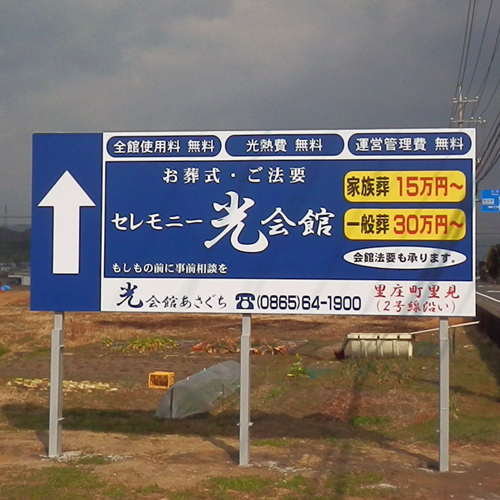 全館使用料 無料
光熱費 無料
運営管理費 無料
お葬式・ご法要
セレモニー光会館
もしもの前に事前相談を
家族葬 15万円～
一般葬 30万円～
会館法要も承ります。
光会館あさぐち ☎(0865)64-1900
里庄町里見
(2号線沿い)